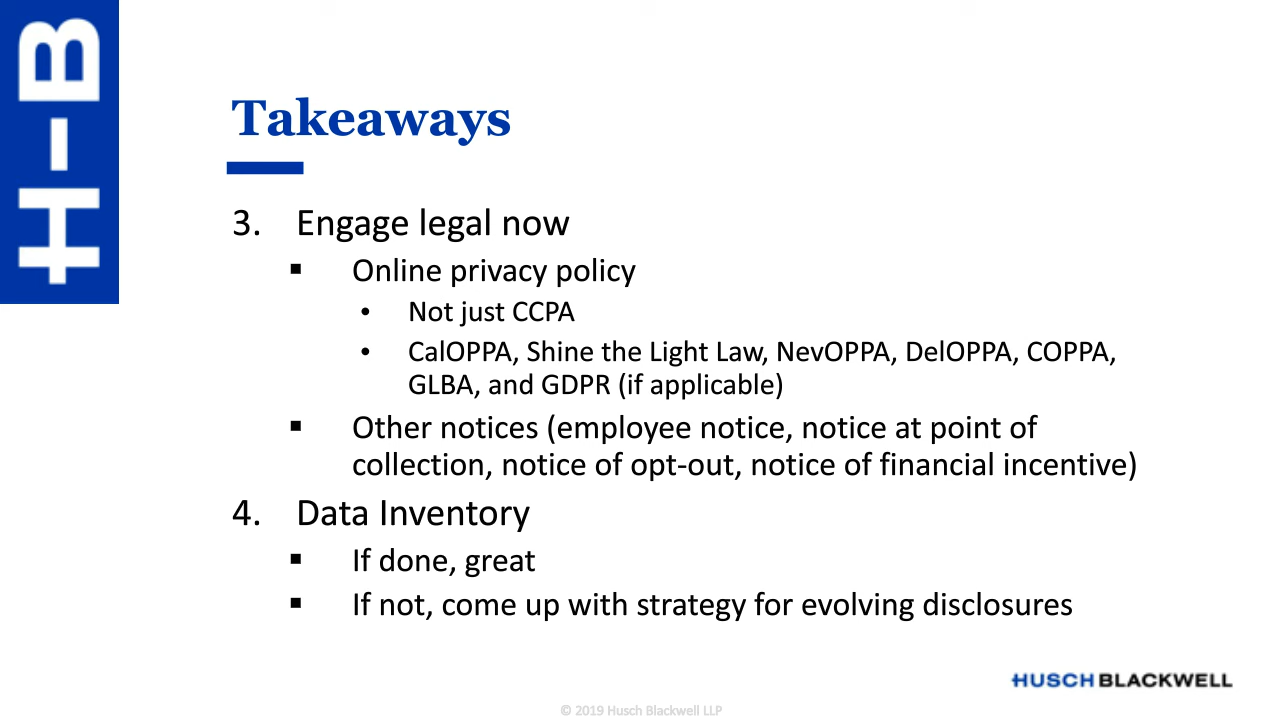 H-B
Takeaways
3. Engage legal now
▪ Online privacy policy
• Not just CCPA
• CalOPPA, Shine the Light Law, NevOPPA, DelOPPA, COPPA,
GLBA, and GDPR (if applicable)
▪ Other notices (employee notice, notice at point of
collection, notice of opt-out, notice of financial incentive)
4. Data Inventory
▪ If done, great
▪ If not, come up with strategy for evolving disclosures
HUSCH BLACKWELL
© 2019 Husch Blackwell LLP